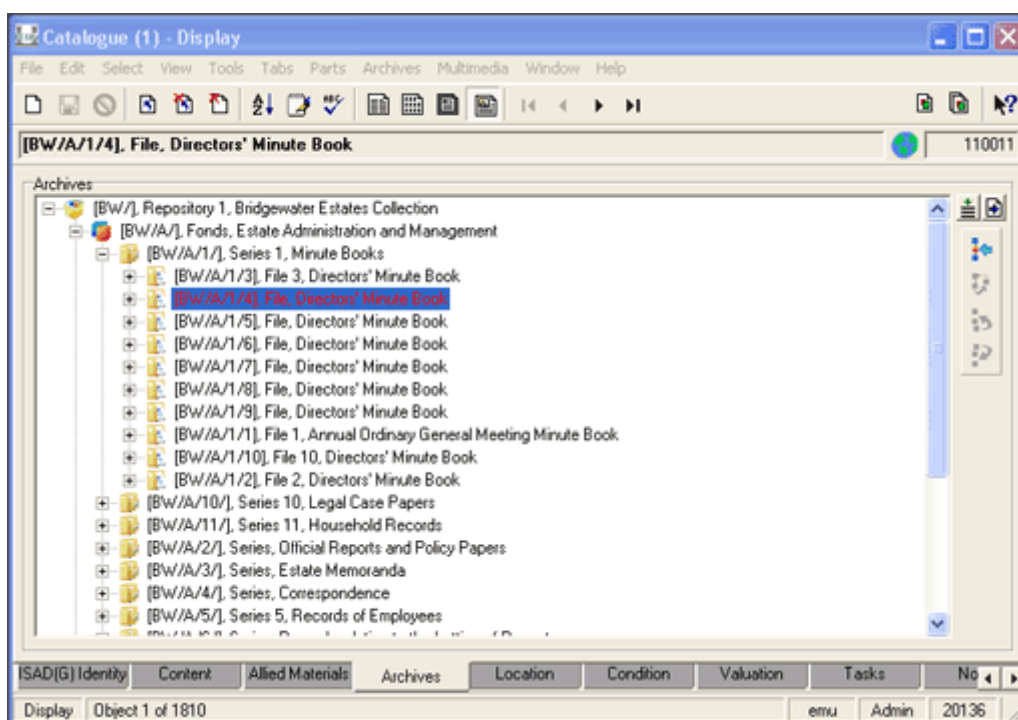 Catalogue (1) - Display
File Edit Select View Tools Tabs Parts Archives Multimedia Window Help
[BW/A/1/4], File, Directors' Minute Book 110011
Archives
[BW/], Repository 1, Bridgewater Estates Collection
[BW/A/], Fonds, Estate Administration and Management
[BW/A/1/], Series 1, Minute Books
[BW/A/1/3], File 3, Directors' Minute Book
[BW/A/1/4], File, Directors' Minute Book
[BW/A/1/5], File, Directors' Minute Book
[BW/A/1/6], File, Directors' Minute Book
[BW/A/1/7], File, Directors' Minute Book
[BW/A/1/8], File, Directors' Minute Book
[BW/A/1/9], File, Directors' Minute Book
[BW/A/1/1], File 1, Annual Ordinary General Meeting Minute Book
[BW/A/1/10], File 10, Directors' Minute Book
[BW/A/1/2], File 2, Directors' Minute Book
[BW/A/10/], Series 10, Legal Case Papers
[BW/A/11/], Series 11, Household Records
[BW/A/2/], Series, Official Reports and Policy Papers
[BW/A/3/], Series, Estate Memoranda
[BW/A/4/], Series, Correspondence
[BW/A/5/], Series 5, Records of Employees
ISAD(G) Identity Content Allied Materials Archives Location Condition Valuation Tasks No
Display Object 1 of 1810 emu Admin 20136